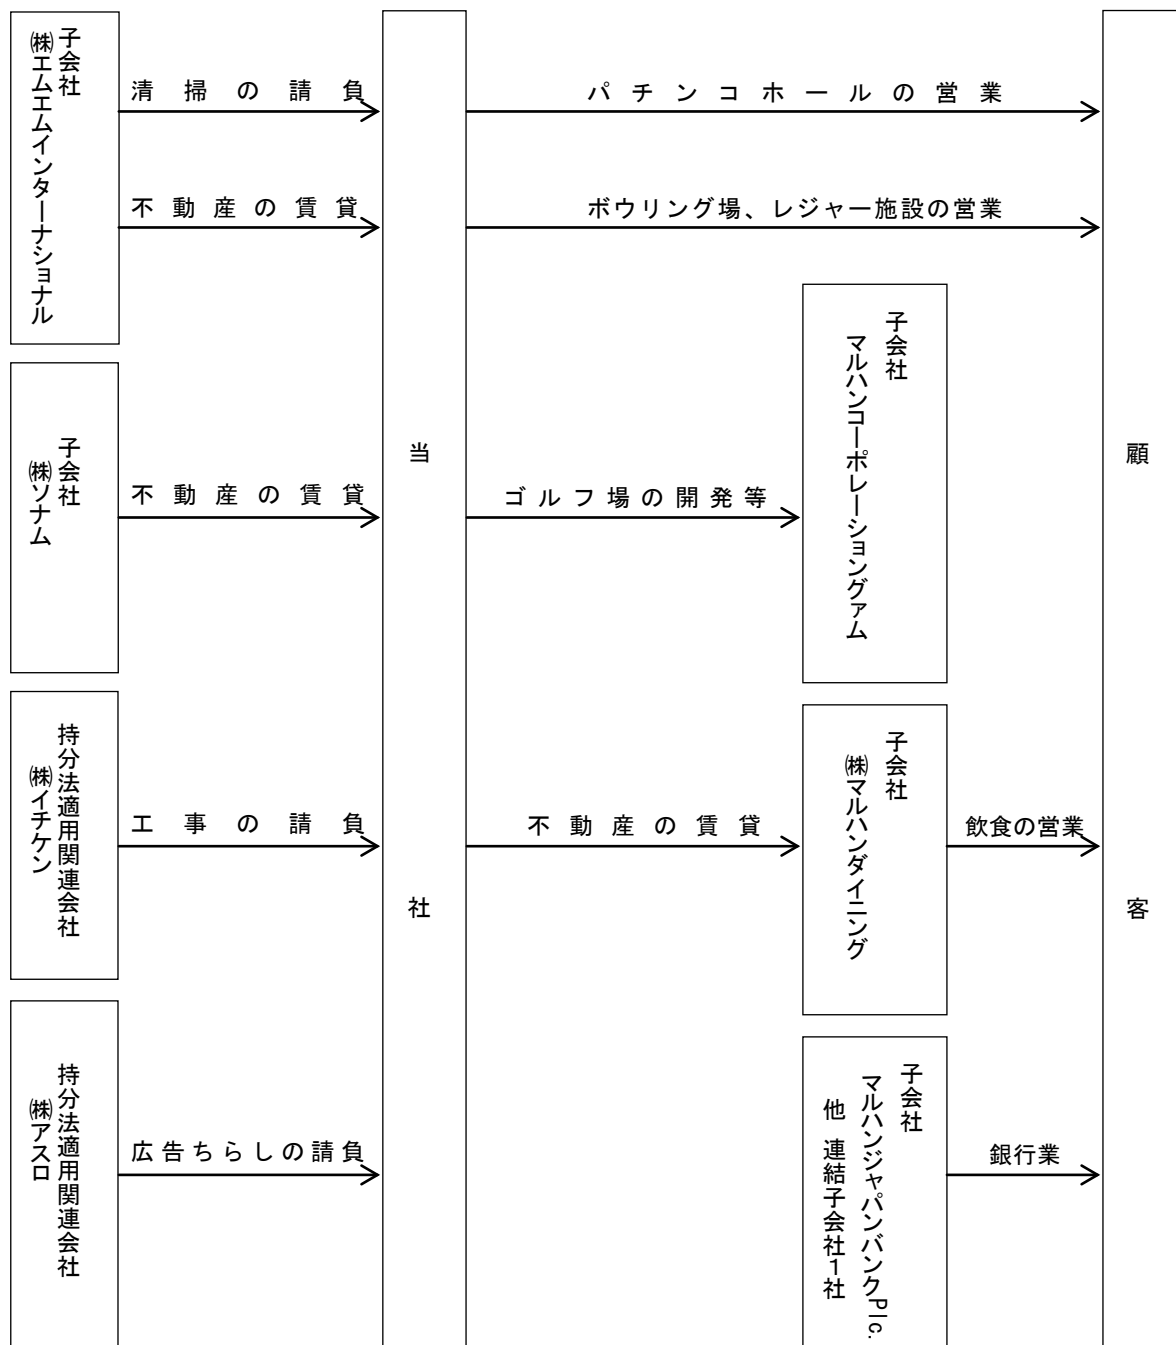 子会社
㈱エムエムインターナショナル
清掃の請負
パチンコホールの営業
不動産の賃貸
ボウリング場、レジャー施設の営業
子会社
㈱ソナム
不動産の賃貸
当社
ゴルフ場の開発等
子会社
マルハンコーポレーショングァム
顧客
持分法適用関連会社
㈱イチケン
工事の請負
不動産の賃貸
子会社
㈱マルハンダイニング
飲食の営業
持分法適用関連会社
㈱アスロ
広告ちらしの請負
子会社
マルハンジャパンバンクPlc.
他 連結子会社1社
銀行業